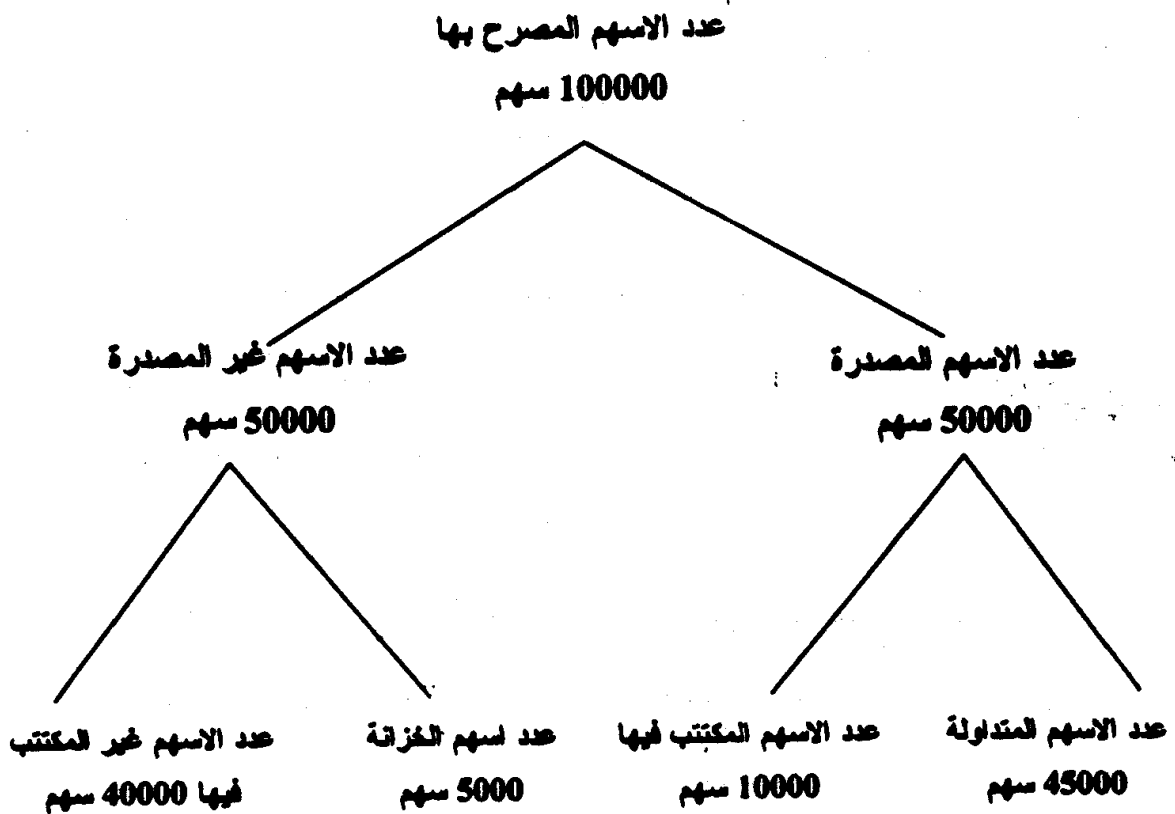 عدد الاسهم المصرح بها
100000 سهم
عدد الاسهم المصدرة
50000 سهم
عدد الاسهم غير المصدرة
50000 سهم
عدد الاسهم المتداولة
45000 سهم
عدد الاسهم المكتتب فيها
10000 سهم
عدد اسهم الخزانة
5000 سهم
عدد الاسهم غير المكتتب
فيها 40000 سهم